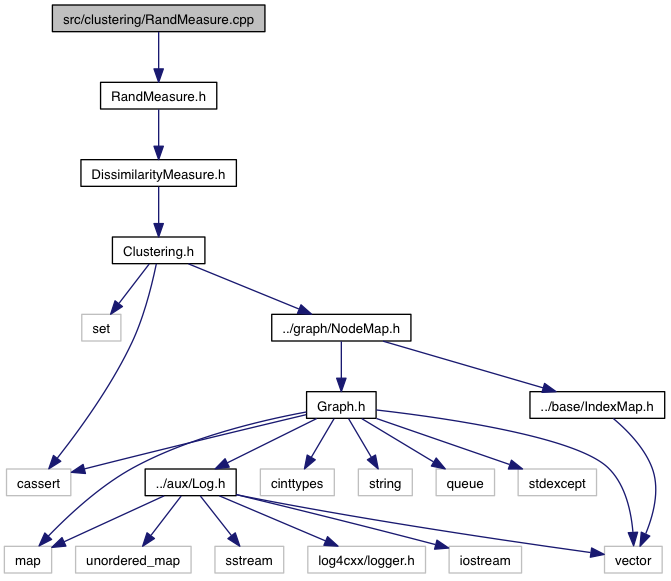 src/clustering/RandMeasure.cpp
RandMeasure.h
DissimilarityMeasure.h
Clustering.h
set
../graph/NodeMap.h
Graph.h
../base/IndexMap.h
cassert
../aux/Log.h
cinttypes
string
queue
stdexcept
map
unordered_map
sstream
log4cxx/logger.h
iostream
vector